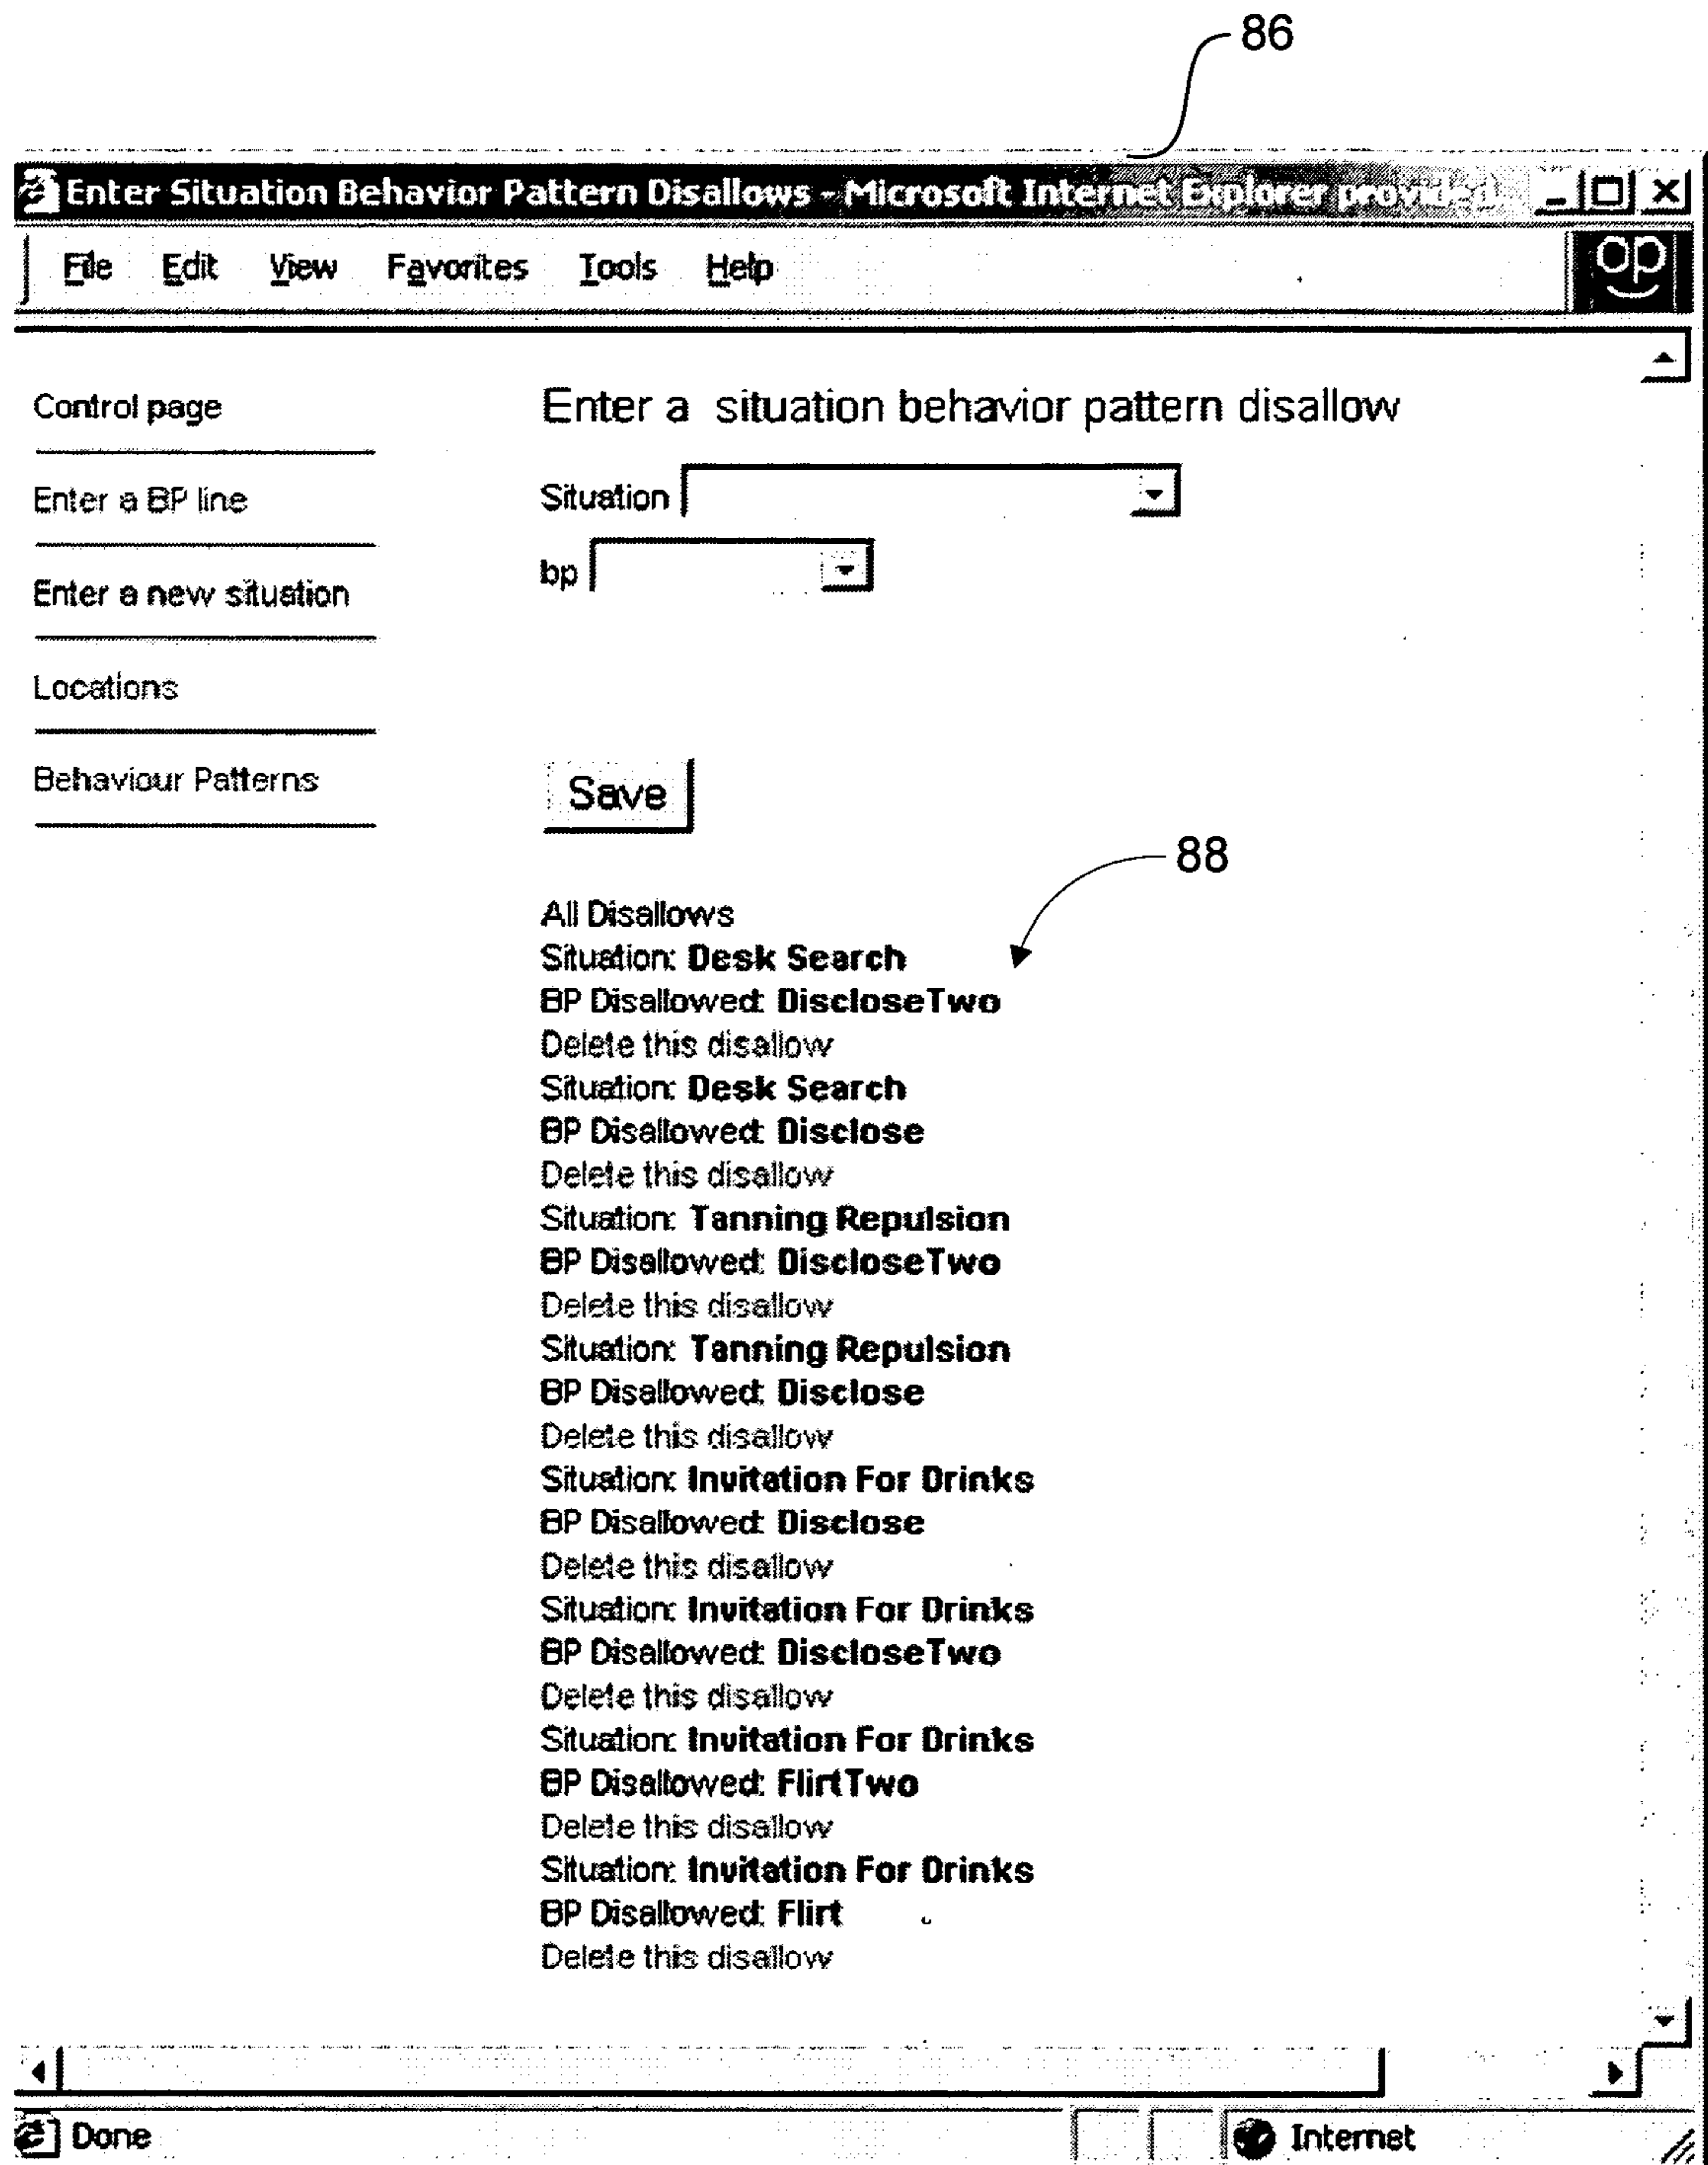 86
Enter Situation Behavior Pattern Disallows - Microsoft Internet Explorer provided
File Edit View Favorites Tools Help
Control page
Enter a BP line
Enter a new situation
Locations
Behaviour Patterns
Enter a situation behavior pattern disallow
Situation
bp
Save
88
All Disallows
Situation: Desk Search
BP Disallowed: DiscloseTwo
Delete this disallow
Situation: Desk Search
BP Disallowed: Disclose
Delete this disallow
Situation: Tanning Repulsion
BP Disallowed: DiscloseTwo
Delete this disallow
Situation: Tanning Repulsion
BP Disallowed: Disclose
Delete this disallow
Situation: Invitation For Drinks
BP Disallowed: Disclose
Delete this disallow
Situation: Invitation For Drinks
BP Disallowed: DiscloseTwo
Delete this disallow
Situation: Invitation For Drinks
BP Disallowed: FlirtTwo
Delete this disallow
Situation: Invitation For Drinks
BP Disallowed: Flirt
Delete this disallow
Done
Internet